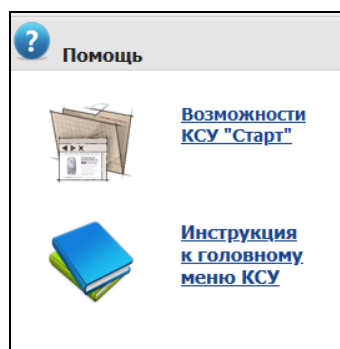 Помощь
Возможности
КСУ "Старт"
Инструкция
к головному
меню КСУ